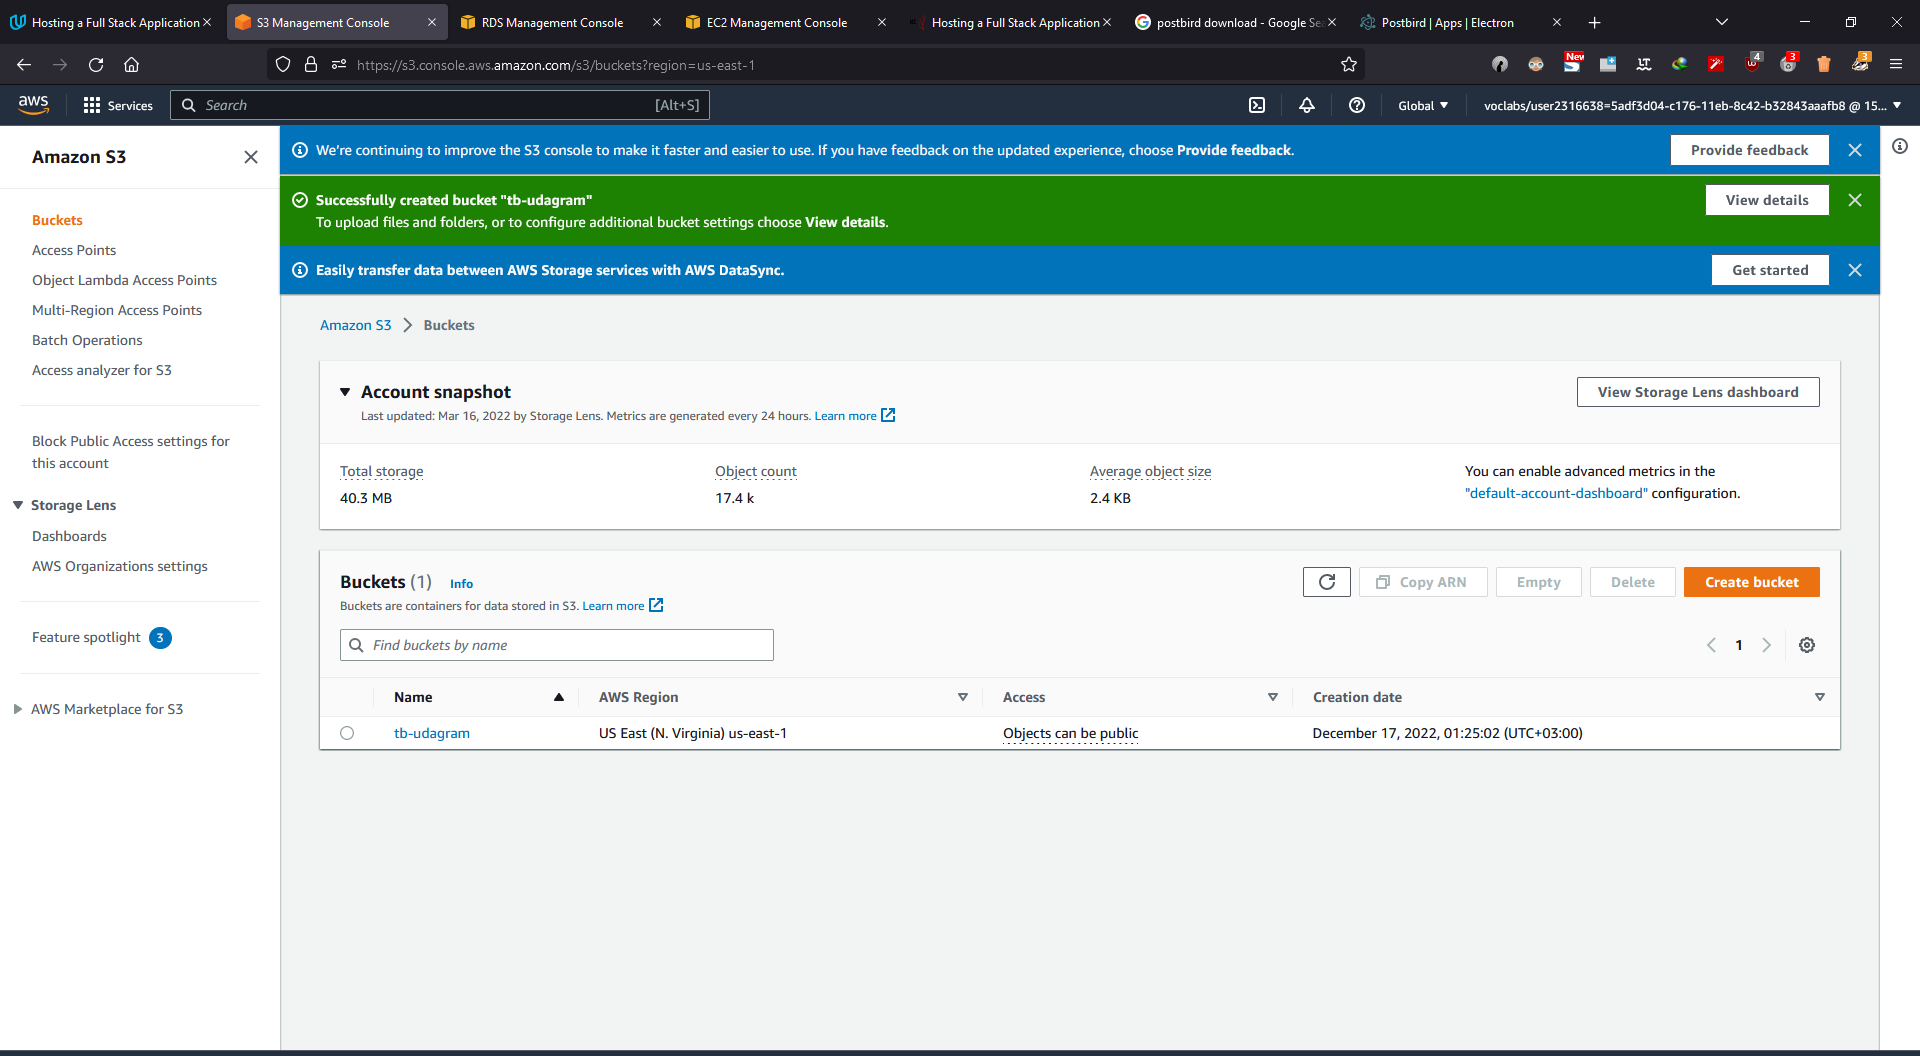 Hosting a Full Stack Application
S3 Management Console
RDS Management Console
EC2 Management Console
Hosting a Full Stack Application
postbird download - Google Sea
Postbird | Apps | Electron
https://s3.console.aws.amazon.com/s3/buckets?region=us-east-1
New
4
3
3
aws
Services
Search
[Alt+S]
Global
voclabs/user2316638=5adf3d04-c176-11eb-8c42-b32843aaafb8 @ 15...
Amazon S3
Buckets
Access Points
Object Lambda Access Points
Multi-Region Access Points
Batch Operations
Access analyzer for S3
Block Public Access settings for
this account
Storage Lens
Dashboards
AWS Organizations settings
Feature spotlight 3
AWS Marketplace for S3
We're continuing to improve the S3 console to make it faster and easier to use. If you have feedback on the updated experience, choose Provide feedback.
Provide feedback
Successfully created bucket "tb-udagram"
To upload files and folders, or to configure additional bucket settings choose View details.
View details
Easily transfer data between AWS Storage services with AWS DataSync.
Get started
Amazon S3
Buckets
Account snapshot
Last updated: Mar 16, 2022 by Storage Lens. Metrics are generated every 24 hours. Learn more
View Storage Lens dashboard
Total storage
40.3 MB
Object count
17.4 k
Average object size
2.4 KB
You can enable advanced metrics in the
"default-account-dashboard" configuration.
Buckets (1) Info
Buckets are containers for data stored in S3. Learn more
Copy ARN
Empty
Delete
Create bucket
Find buckets by name
1
Name
AWS Region
Access
Creation date
tb-udagram
US East (N. Virginia) us-east-1
Objects can be public
December 17, 2022, 01:25:02 (UTC+03:00)